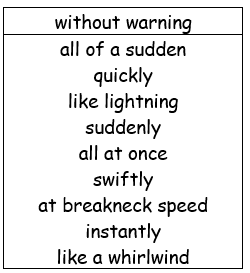 without warning
all of a sudden
quickly
like lightning
suddenly
all at once
swiftly
at breakneck speed
instantly
like a whirlwind